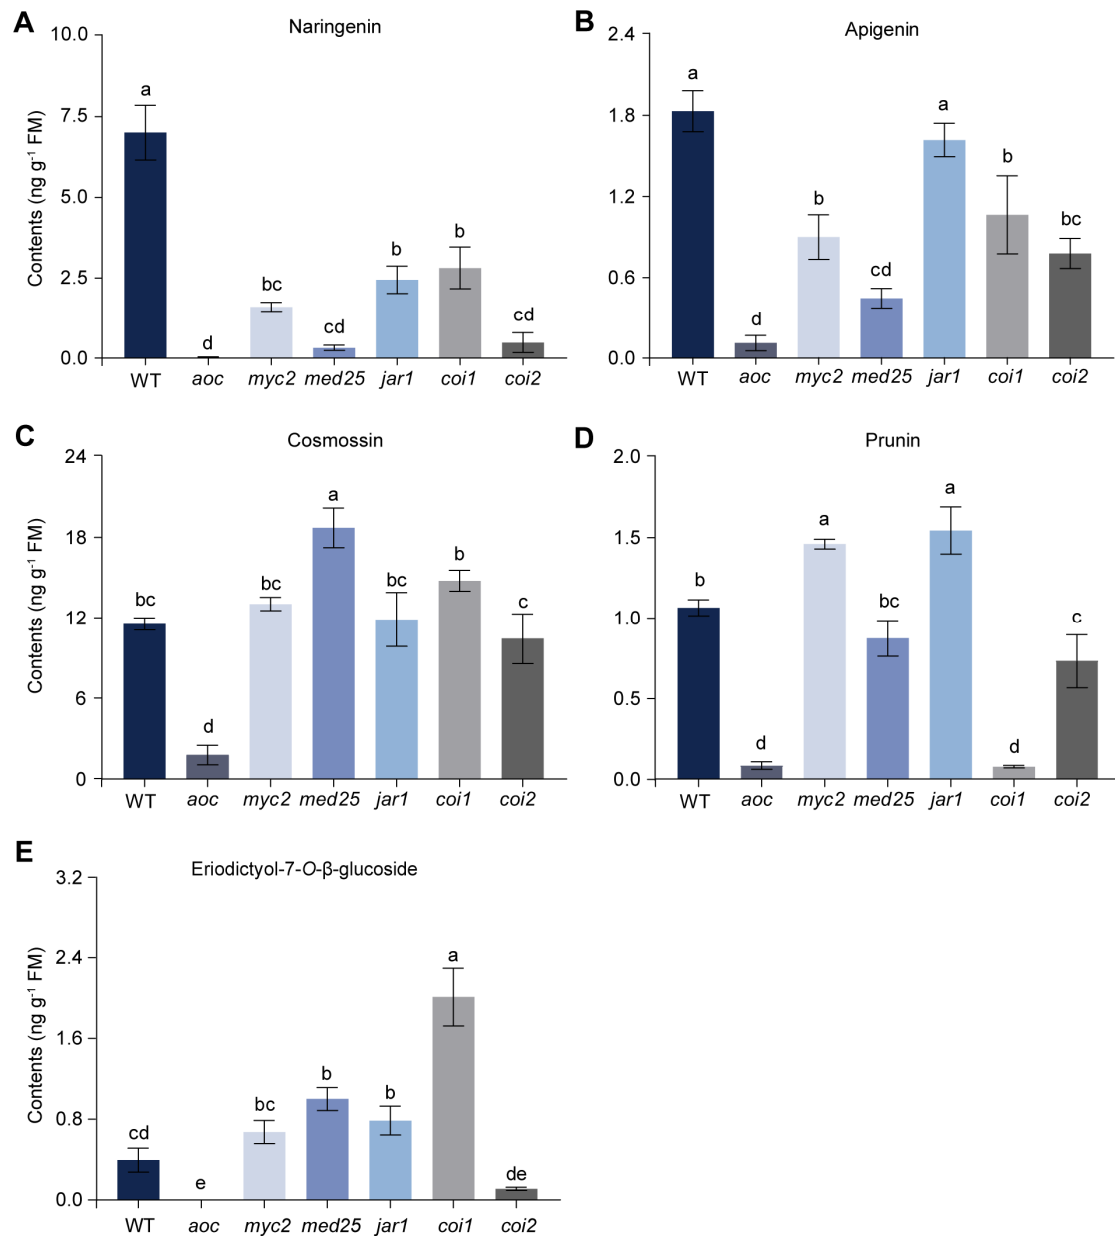 A
Naringenin
Contents (ng g⁻¹ FM)
10.0
7.5
5.0
2.5
0.0
a
d
bc
cd
b
b
cd
WT aoc myc2 med25 jar1 coi1 coi2
B
Apigenin
2.4
1.8
1.2
0.6
0.0
a
d
b
cd
a
b
bc
WT aoc myc2 med25 jar1 coi1 coi2
C
Cosmossin
Contents (ng g⁻¹ FM)
24
18
12
6
0
bc
d
bc
a
bc
b
c
WT aoc myc2 med25 jar1 coi1 coi2
D
Prunin
2.0
1.5
1.0
0.5
0.0
b
d
a
bc
a
d
c
WT aoc myc2 med25 jar1 coi1 coi2
E
Eriodictyol-7-O-β-glucoside
Contents (ng g⁻¹ FM)
3.2
2.4
1.6
0.8
0.0
cd
e
bc
b
b
a
de
WT aoc myc2 med25 jar1 coi1 coi2